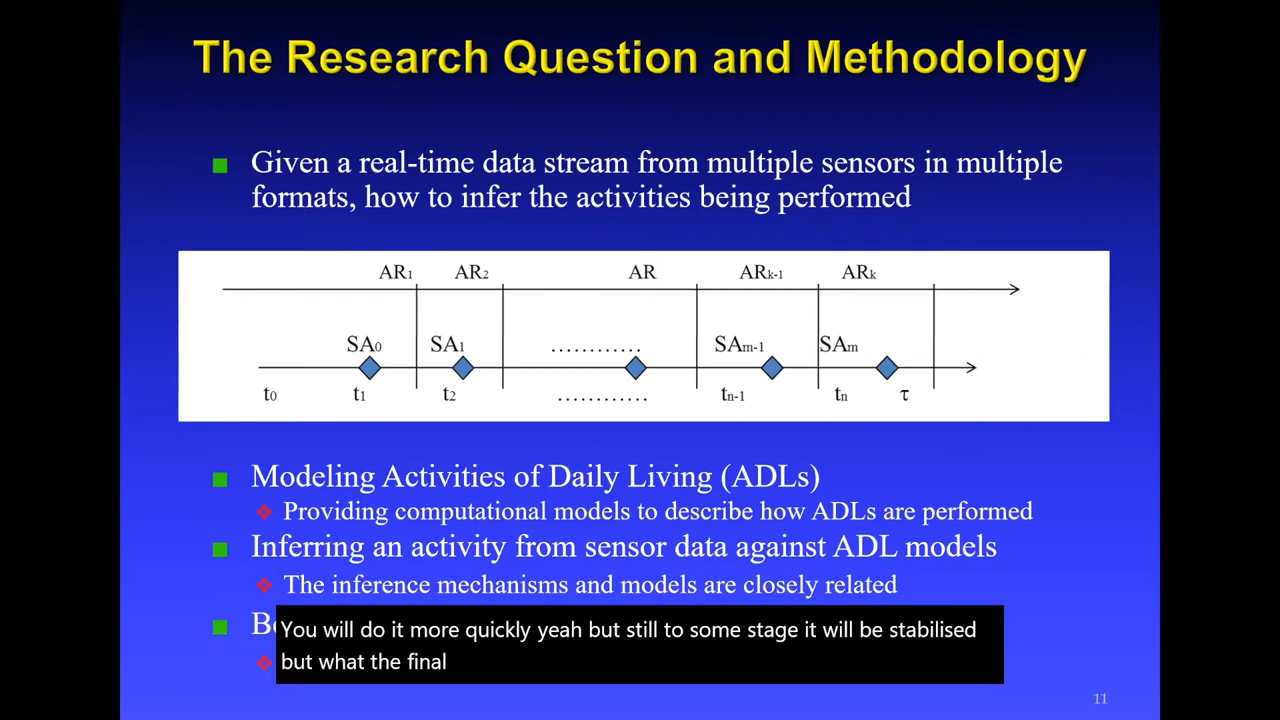 The Research Question and Methodology
Given a real-time data stream from multiple sensors in multiple
formats, how to infer the activities being performed
AR1 AR2 AR ARk-1 ARk
SA0 SA1 ………… SAm-1 SAm
t0 t1 t2 ………… tn-1 tn τ
Modeling Activities of Daily Living (ADLs)
Providing computational models to describe how ADLs are performed
Inferring an activity from sensor data against ADL models
The inference mechanisms and models are closely related
You will do it more quickly yeah but still to some stage it will be stabilised
but what the final
11